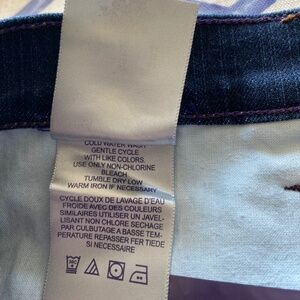 COLD WATER WASH
GENTLE CYCLE
WITH LIKE COLORS.
USE ONLY NON-CHLORINE
BLEACH.
TUMBLE DRY LOW
WARM IRON IF NECESSARY
CYCLE DOUX DE LAVAGE D'EAU
FROIDE AVEC DES COULEURS
SIMILAIRES UTILISER UN JAVEL-
LISANT NON CHLORE SECHAGE
PAR CULBUTAGE A BASSE TEM-
PERATURE REPASSER FER TIEDE
SI NECESSAIRE